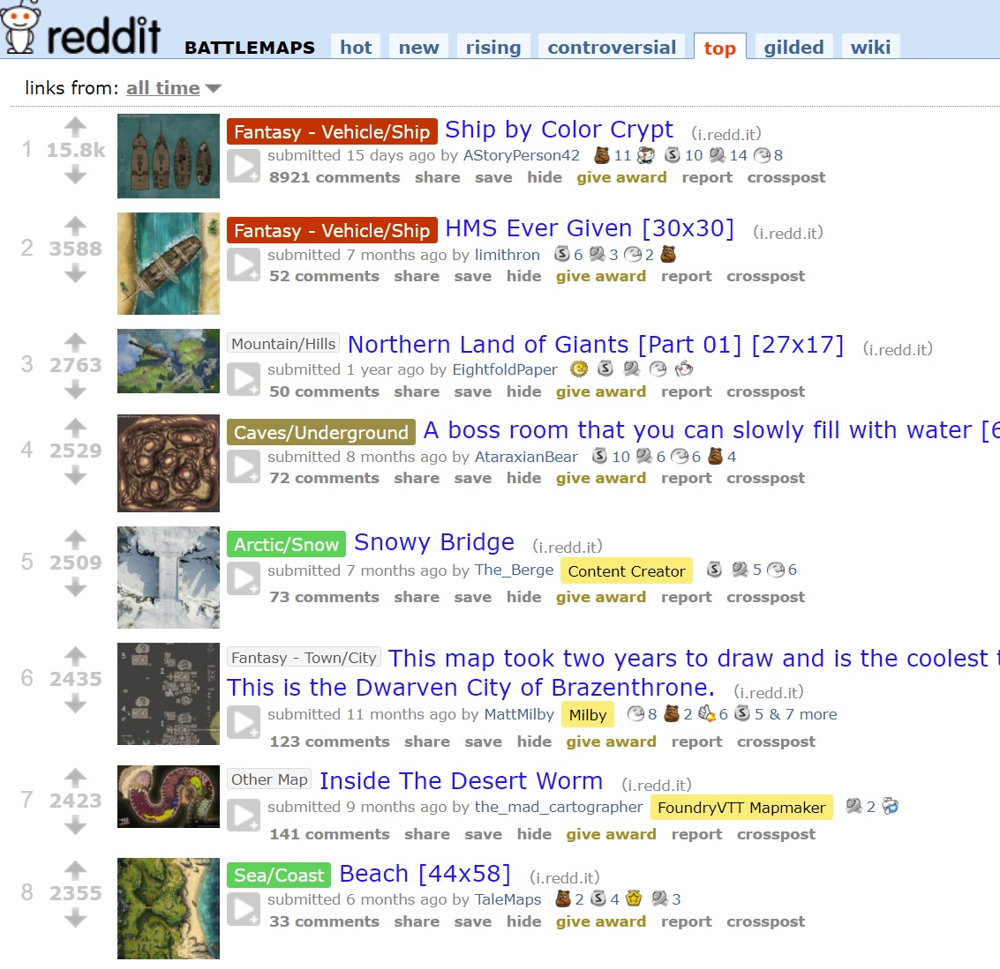 reddit BATTLEMAPS hot new rising controversial top gilded wiki
links from: all time
1 15.8k Fantasy - Vehicle/Ship Ship by Color Crypt (i.redd.it)
submitted 15 days ago by AStoryPerson42 11 S 10 14 8
8921 comments share save hide give award report crosspost
2 3588 Fantasy - Vehicle/Ship HMS Ever Given [30x30] (i.redd.it)
submitted 7 months ago by limithron S 6 3 2
52 comments share save hide give award report crosspost
3 2763 Mountain/Hills Northern Land of Giants [Part 01] [27x17] (i.redd.it)
submitted 1 year ago by EightfoldPaper S
50 comments share save hide give award report crosspost
4 2529 Caves/Underground A boss room that you can slowly fill with water [6
submitted 8 months ago by AtaraxianBear S 10 6 6 4
72 comments share save hide give award report crosspost
5 2509 Arctic/Snow Snowy Bridge (i.redd.it)
submitted 7 months ago by The_Berge Content Creator S 5 6
73 comments share save hide give award report crosspost
6 2435 Fantasy - Town/City This map took two years to draw and is the coolest t
This is the Dwarven City of Brazenthrone. (i.redd.it)
submitted 11 months ago by MattMilby Milby 8 2 6 S 5 & 7 more
123 comments share save hide give award report crosspost
7 2423 Other Map Inside The Desert Worm (i.redd.it)
submitted 9 months ago by the_mad_cartographer FoundryVTT Mapmaker 2
141 comments share save hide give award report crosspost
8 2355 Sea/Coast Beach [44x58] (i.redd.it)
submitted 6 months ago by TaleMaps 2 S 4 3
33 comments share save hide give award report crosspost